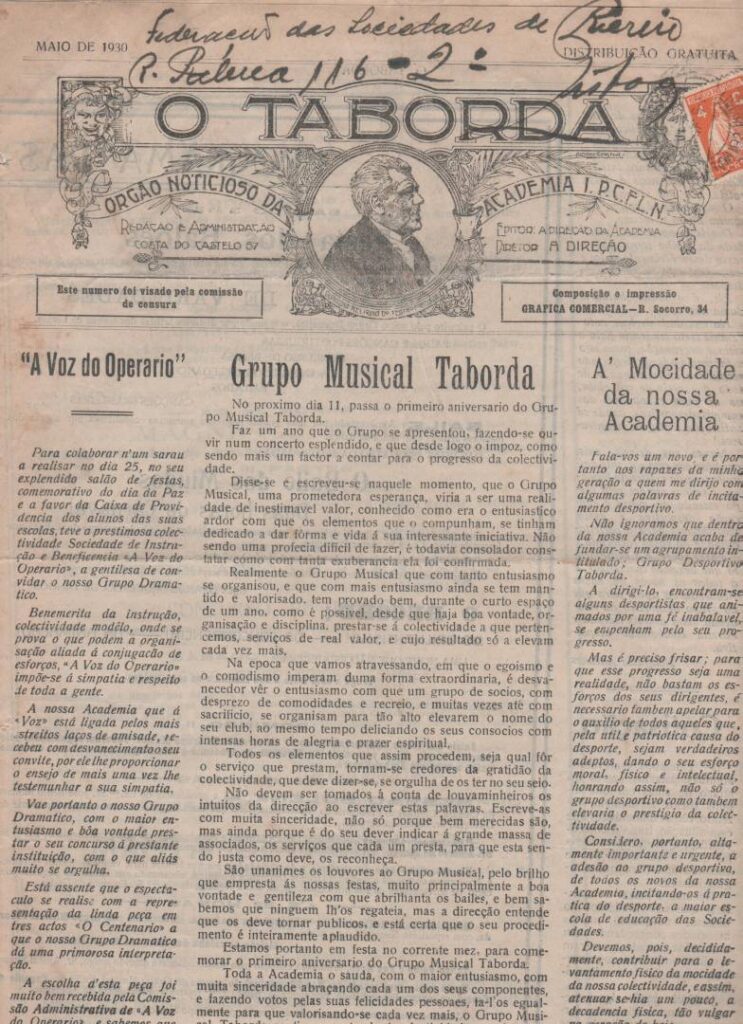 MAIO DE 1930
Federação das Sociedades de Recreio
DISTRIBUIÇÃO GRATUITA
R. Palma 116-2º
Lisboa
O TABORDA
ORGÃO NOTICIOSO DA
ACADEMIA I. P. C. F. L. N.
REDAÇÃO E ADMINISTRAÇÃO
COSTA DO CASTELO 57
EDITOR: A DIREÇÃO DA ACADEMIA
DIRETOR A DIREÇÃO
Este numero foi visado pela comissão
de censura
Composição e impressão
GRAFICA COMERCIAL—R. Socorro, 34
"A Voz do Operario"
Para colaborar n'um sarau
a realisar no dia 25, no seu
explendido salão de festas,
comemorativo do dia da Paz
e a favor da Caixa de Provi-
dencia dos alunos das suas
escolas, teve a prestimosa cole-
ctividade Sociedade de Instru-
ção e Beneficencia «A Voz do
Operario», a gentilesa de con-
vidar o nosso Grupo Drama-
tico.
Benemerita da instrução,
colectividade modêlo, onde se
prova o que podem a organi-
sação aliada á conjugação de
esforços, "A Voz do Operario»
impõe-se á simpatia e respeito
de toda a gente.
A nossa Academia que á
«Voz» está ligada pelos mais
streitos laços de amisade, re-
cebeu com desvanecimento o seu
convite, por ele lhe proporcionar
o ensejo de mais uma vez lhe
testemunhar a sua simpatia.
Vae portanto o nosso Grupo
Dramatico, com o maior en-
tusiasmo e bôa vontade pres-
tar o seu concurso á prestante
instituição, com o que aliás
muito se orgulha.
Está assente que o especta-
culo se realise com a repre-
sentação da linda peça em
tres actos «O Centenario» a
que o nosso Grupo Dramatico
dá uma primorosa interpreta-
ção.
A escolha d'esta peça foi
muito bem recebida pela Comis-
são Administrativa de «A Voz
do Operario», e sabemos que
Grupo Musical Taborda
No proximo dia 11, passa o primeiro aniversario do Gru-
po Musical Taborda.
Faz um ano que o Grupo se apresentou, fazendo-se ou-
vir num concerto esplendido, e que desde logo o impoz, como
sendo mais um factor a contar para o progresso da colectivi-
dade.
Disse-se e escreveu-se naquele momento, que o Grupo
Musical, uma prometedora esperança, viria a ser uma reali-
dade de inestimavel valor, conhecido como era o entusiastico
ardor com que os elementos que o compunham, se tinham
dedicado a dar fórma e vida á sua interessante iniciativa. Não
sendo uma profecia dificil de fazer, é todavia consolador cons-
tatar como com tanta exuberancia ela foi confirmada.
Realmente o Grupo Musical que com tanto entusiasmo
se organisou, e que com mais entusiasmo ainda se tem man-
tido e valorisado, tem provado bem, durante o curto espaço
de um ano, como é possivel, desde que haja boa vontade, or-
ganisação e disciplina, prestar-se á colectividade a que perten-
cemos, serviços de real valor, e cujo resultado só a elevam
cada vez mais.
Na epoca que vamos atravessando, em que o egoismo e
o comodismo imperam duma forma extraordinaria, é desva-
necedor vêr o entusiasmo com que um grupo de socios, com
desprezo de comodidades e recreio, e muitas vezes até com
sacrificio, se organisam para tão alto elevarem o nome do
seu club, ao mesmo tempo deliciando os seus consocios com
intensas horas de alegria e prazer espiritual.
Todos os elementos que assim procedem, seja qual fôr
o serviço que prestam, tornam-se credores da gratidão da
colectividade, que deve dizer-se, se orgulha de os ter no seu seio.
Não devem ser tomados á conta de louvaminheiros os
intuitos da direcção ao escrever estas palavras. Escreve-as
com muita sinceridade, não só porque bem merecidas são,
mas ainda porque é do seu dever indicar á grande massa de
associados, os serviços que cada um presta, para que esta sen-
do justa como deve, os reconheça.
São unanimes os louvores ao Grupo Musical, pelo brilho
que empresta ás nossas festas, muito principalmente a boa
vontade e gentileza com que abrilhanta os bailes, e bem sa-
bemos que ninguem lh'os regateia, mas a direcção entende
que os deve tornar publicos, e está certa que o seu procedi-
mento é inteiramente aplaudido.
Estamos portanto em festa no corrente mez, para come-
morar o primeiro aniversario do Grupo Musical Taborda.
Toda a Academia o sauda, com o maior entusiasmo, com
muita sinceridade abraçando cada um dos seus componentes,
e fazendo votos pelas suas felicidades pessoaes, fa-l'os egual-
mente para que valorisando-se cada vez mais, o Grupo
A' Mocidade
da nossa
Academia
Fala-vos um novo, e é por
tanto aos rapazes da minha
geração a quem me dirijo com
algumas palavras de incita-
mento desportivo.
Não ignoramos que dentro
da nossa Academia acaba de
fundar-se um agrupamento in-
titulado; Grupo Desportivo
Taborda.
A dirigi-lo, encontram-se
alguns desportistas que ani-
mados por uma fé inabalavel,
se empenham pelo seu pro-
gresso.
Mas é preciso frisar; para
que esse progresso seja uma
realidade, não bastam os es-
forços dos seus dirigentes, é
necessario tambem apelar para
o auxilio de todos aqueles que,
pela util e patriotica causa do
desporte, sejam verdadeiros
adeptos, dando o seu esforço
moral, fisico e intelectual,
honrando assim, não só o
grupo desportivo como tambem
elevaria o prestigio da colec-
tividade.
Considero, portanto, alta-
mente importante e urgente, a
adesão ao grupo desportiva,
de todos os novos da nossa
Academia, incitando-os á pra-
tica do desporte, a maior es-
cola de educação das Socie-
dades.
Devemos, pois, decidida-
mente, contribuir para o le-
vantamento fisico da mocidade
da nossa colectividade, e assim,
atenuar-se-hia um pouco, a
decadencia fisica, tão vulgar